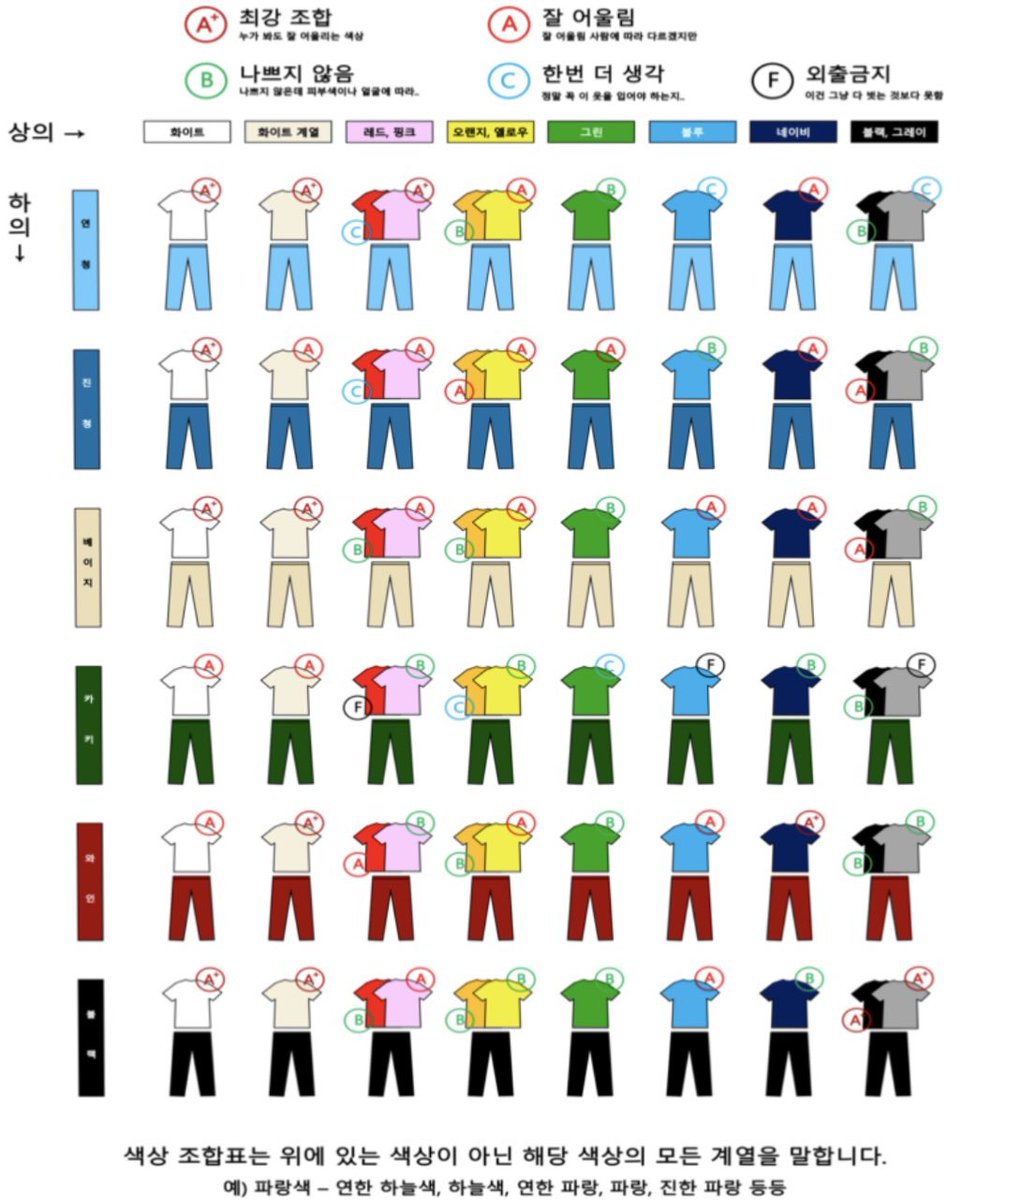 A+ 최강 조합
누가 봐도 잘 어울리는 색상
A 잘 어울림
잘 어울림 사람에 따라 다르겠지만
B 나쁘지 않음
나쁘지 않은데 피부색이나 얼굴에 따라..
C 한번 더 생각
정말 꼭 이 옷을 입어야 하는지..
F 외출금지
이건 그냥 다 벗는 것보다 못함
상의 → 화이트 화이트 계열 레드, 핑크 오랜지, 옐로우 그린 블루 네이비 블랙, 그레이
하의 ↓
연청
A+ A+ A+ A B C A C
C B B
진청
A+ A A A A B A B
C A A
베이지
A+ A+ A A B A A B
B B A
카키
A A B B C F B F
F C B
와인
A A+ B A B A A+ B
A B B
블랙
A+ A+ A B B A B A+
B B A+
색상 조합표는 위에 있는 색상이 아닌 해당 색상의 모든 계열을 말합니다.
예) 파랑색 – 연한 하늘색, 하늘색, 연한 파랑, 파랑, 진한 파랑 등등